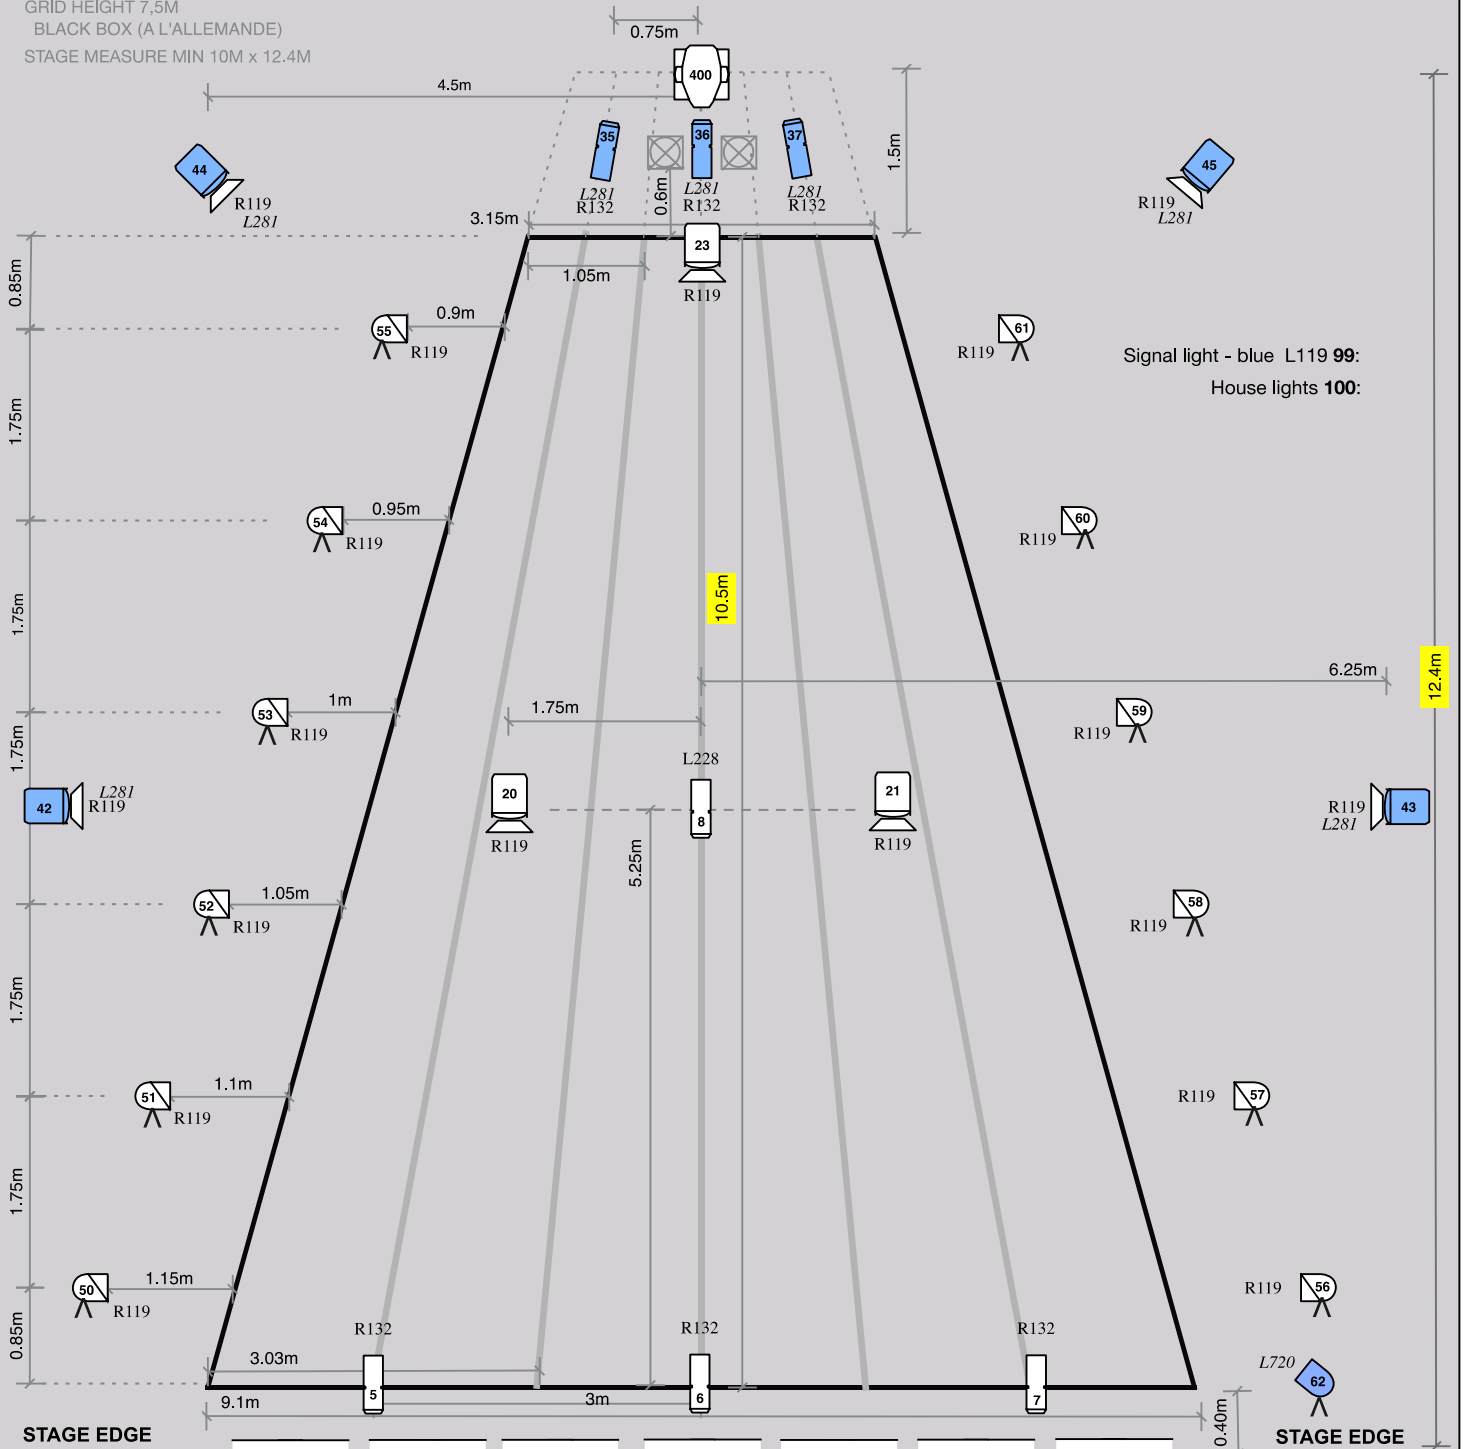 GRID HEIGHT 7,5M
BLACK BOX (A L'ALLEMANDE)
STAGE MEASURE MIN 10M x 12.4M
0.75m
400
4.5m
35
36
37
44
45
L281
L281
L281
R132
R132
R132
1.5m
0.6m
R119
L281
R119
L281
3.15m
23
R119
1.05m
0.85m
55
0.9m
R119
61
R119
Signal light - blue L119 99:
House lights 100:
1.75m
54
0.95m
R119
60
R119
10.5m
1.75m
6.25m
12.4m
53
1m
R119
1.75m
59
R119
1.75m
L228
42
L281
R119
20
R119
8
21
R119
R119
L281
43
5.25m
52
1.05m
R119
58
R119
1.75m
51
1.1m
R119
57
R119
1.75m
50
1.15m
R119
56
R119
0.85m
R132
R132
R132
3.03m
5
6
7
L720
62
9.1m
3m
0.40m
STAGE EDGE
STAGE EDGE